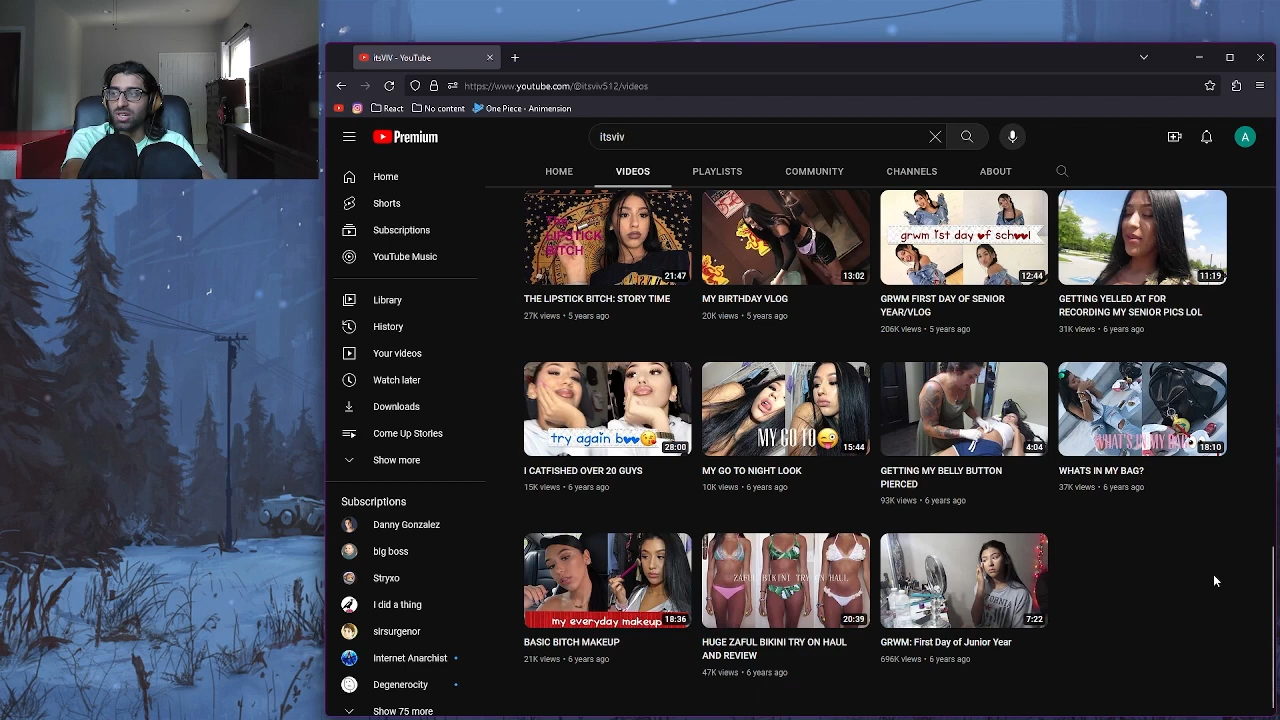 itsVIV - YouTube
https://www.youtube.com/@itsviv512/videos
React
No content
One Piece - Animension
Premium
itsviv
A
HOME
VIDEOS
PLAYLISTS
COMMUNITY
CHANNELS
ABOUT
Home
Shorts
Subscriptions
YouTube Music
Library
History
Your videos
Watch later
Downloads
Come Up Stories
Show more
Subscriptions
Danny Gonzalez
big boss
Stryxo
I did a thing
sirsurgenor
Internet Anarchist
Degenerocity
Show 75 more
THE
LIPSTICK
BITCH
21:47
THE LIPSTICK BITCH: STORY TIME
27K views • 5 years ago
13:02
MY BIRTHDAY VLOG
20K views • 5 years ago
grwm 1st day of school
12:44
GRWM FIRST DAY OF SENIOR
YEAR/VLOG
206K views • 5 years ago
11:19
GETTING YELLED AT FOR
RECORDING MY SENIOR PICS LOL
31K views • 6 years ago
try again b♥♥😘
28:00
I CATFISHED OVER 20 GUYS
15K views • 6 years ago
MY GO TO😜
15:44
MY GO TO NIGHT LOOK
10K views • 6 years ago
4:04
GETTING MY BELLY BUTTON
PIERCED
93K views • 6 years ago
WHAT'S IN MY BAG
18:10
WHATS IN MY BAG?
37K views • 6 years ago
my everyday makeup
18:36
BASIC BITCH MAKEUP
21K views • 6 years ago
ZAFUL BIKINI TRY ON HAUL
20:39
HUGE ZAFUL BIKINI TRY ON HAUL
AND REVIEW
47K views • 6 years ago
7:22
GRWM: First Day of Junior Year
696K views • 6 years ago